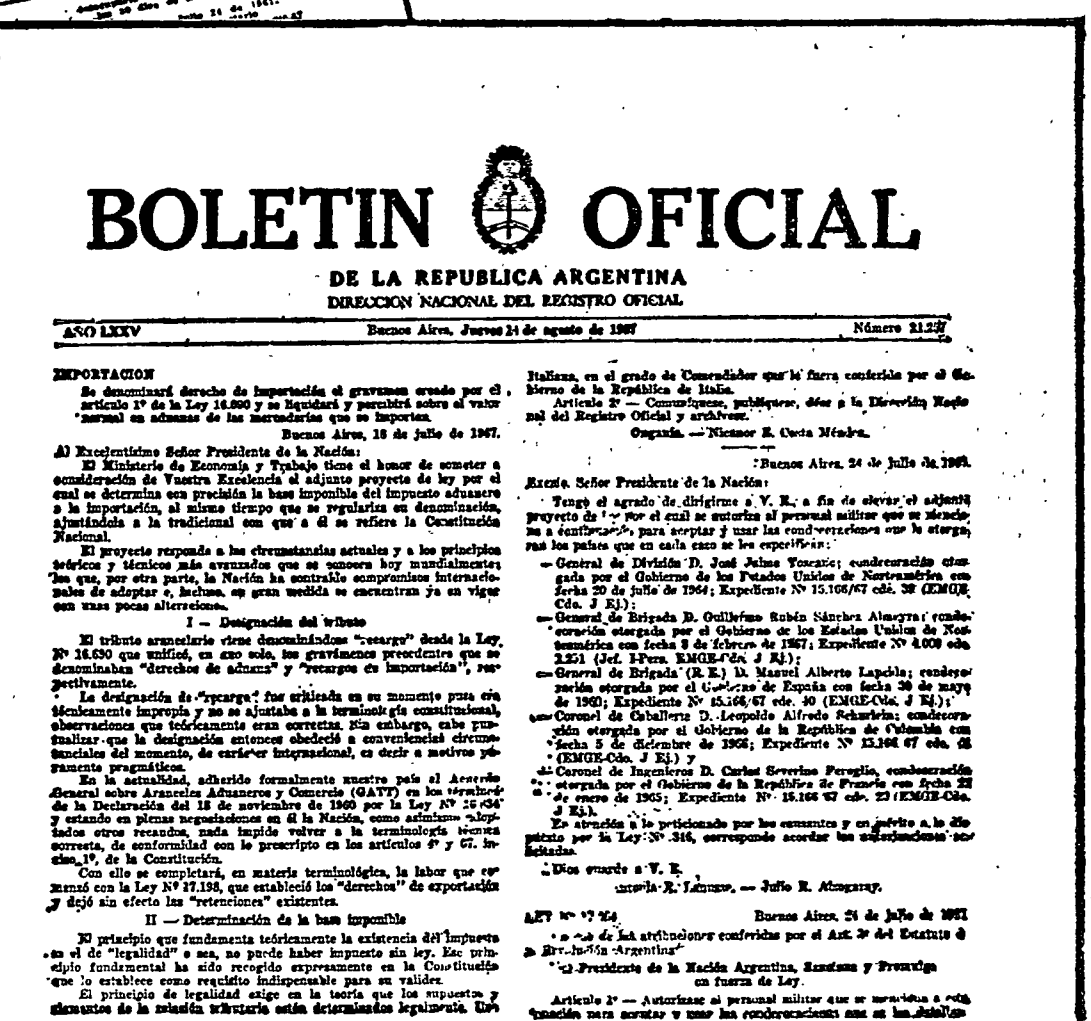 BOLETIN OFICIAL
DE LA REPUBLICA ARGENTINA
DIRECCION NACIONAL DEL REGISTRO OFICIAL
AÑO LXXV Buenos Aires, Jueves 24 de agosto de 1967 Número 21.257
IMPORTACION
Se denominará derecho de importación el gravamen creado por el
artículo 1º de la Ley 16.690 y se liquidará y percibirá sobre el valor
normal en aduanas de las mercaderías que se importen.
Buenos Aires, 18 de julio de 1967.
Al Excelentísimo Señor Presidente de la Nación:
El Ministerio de Economía y Trabajo tiene el honor de someter a
consideración de Vuestra Excelencia el adjunto proyecto de ley por el
cual se determina con precisión la base imponible del impuesto aduanero
a la importación, al mismo tiempo que se regulariza su denominación,
ajustándola a la tradicional con que a él se refiere la Constitución
Nacional.
El proyecto responde a las circunstancias actuales y a los principios
teóricos y técnicos más avanzados que se conocen hoy mundialmente;
los que, por otra parte, la Nación ha contraído compromisos internacio-
nales de adoptar e, incluso, en gran medida se encuentran ya en vigor
con unas pocas alteraciones.
I — Designación del tributo
El tributo arancelario viene denominándose "recargo" desde la Ley
Nº 16.690 que unificó, en uno solo, los gravámenes precedentes que se
denominaban "derechos de aduana" y "recargos de importación", res-
pectivamente.
La designación de "recargo" fue criticada en su momento pues era
técnicamente impropia y no se ajustaba a la terminología constitucional,
observaciones que teóricamente eran correctas. Sin embargo, cabe pun-
tualizar que la designación entonces obedeció a conveniencias circuns-
tanciales del momento, de carácter internacional, es decir a motivos pu-
ramente pragmáticos.
En la actualidad, adherido formalmente nuestro país al Acuerdo
General sobre Aranceles Aduaneros y Comercio (GATT) en los términos
de la Declaración del 18 de noviembre de 1960 por la Ley Nº
y estando en plenas negociaciones en él la Nación, como asimismo adop-
tados otros recaudos, nada impide volver a la terminología técnica
correcta, de conformidad con lo prescripto en los artículos 4º y 67, in-
ciso 1º, de la Constitución.
Con ello se completará, en materia terminológica, la labor que co-
menzó con la Ley Nº 17.198, que estableció los "derechos" de exportación
y dejó sin efecto las "retenciones" existentes.
II — Determinación de la base imponible
El principio que fundamenta teóricamente la existencia del impuesto
es el de "legalidad" o sea, no puede haber impuesto sin ley. Ese prin-
cipio fundamental ha sido recogido expresamente en la Constitución
que lo establece como requisito indispensable para su validez.
El principio de legalidad exige en la teoría que los supuestos y
elementos de la relación tributaria estén determinados legalmente. Una
Italiana, en el grado de Comendador que le fuera conferida por el Go-
bierno de la República de Italia.
Artículo 2º — Comuníquese, publíquese, dése a la Dirección Nacio-
nal del Registro Oficial y archívese.
Onganía. — Nicanor E. Costa Méndez.
Buenos Aires, 24 de julio de 1967.
Excmo. Señor Presidente de la Nación:
Tengo el agrado de dirigirme a V. E., a fin de elevar el adjunto
proyecto de ley por el cual se autoriza al personal militar que se mencio-
na a continuación, para aceptar y usar las condecoraciones que le otorga-
ran los países que en cada caso se les especifican:
— General de División D. José Jaime Toscano; condecoración otor-
gada por el Gobierno de los Estados Unidos de Norteamérica con
fecha 20 de julio de 1964; Expediente Nº 15.166/67 cde. 39 (EMGE-
Cdo. J Ej.);
— General de Brigada D. Guillermo Rubén Sánchez Almeyra; conde-
coración otorgada por el Gobierno de los Estados Unidos de Nor-
teamérica con fecha 8 de febrero de 1967; Expediente Nº 4.009 cde.
2.251 (Jef. I-Pers. EMGE-Cdo. J Ej.);
— General de Brigada (R. E.) D. Manuel Alberto Laprida; condeco-
ración otorgada por el Gobierno de España con fecha 30 de mayo
de 1960; Expediente Nº 15.166/67 cde. 40 (EMGE-Cdo. J Ej.);
— Coronel de Caballería D. Leopoldo Alfredo; condecora-
ción otorgada por el Gobierno de la República de Colombia con
fecha 5 de diciembre de 1966; Expediente Nº 15.166/67 cde.
(EMGE-Cdo. J Ej.) y
— Coronel de Ingenieros D. Carlos Severino Peroglio, condecoración
otorgada por el Gobierno de la República de Francia con fecha
de enero de 1965; Expediente Nº 15.166/67 cde. 23 (EMGE-Cdo.
J Ej.).
En atención a lo peticionado por los causantes y en mérito a lo dis-
puesto por la Ley Nº 346, corresponde acordar las autorizaciones so-
licitadas.
Dios guarde a V. E.
R. Lanusse. — Julio R. Alsogaray.
LEY Nº Buenos Aires, 24 de julio de 1967
de las atribuciones conferidas por el Art. 5º del Estatuto de
la Revolución Argentina
El Presidente de la Nación Argentina, Sanciona y Promulga
con fuerza de Ley.
Artículo 1º — Autorízase al personal militar que se menciona a conti-
nuación para aceptar y usar las condecoraciones que se les detallan